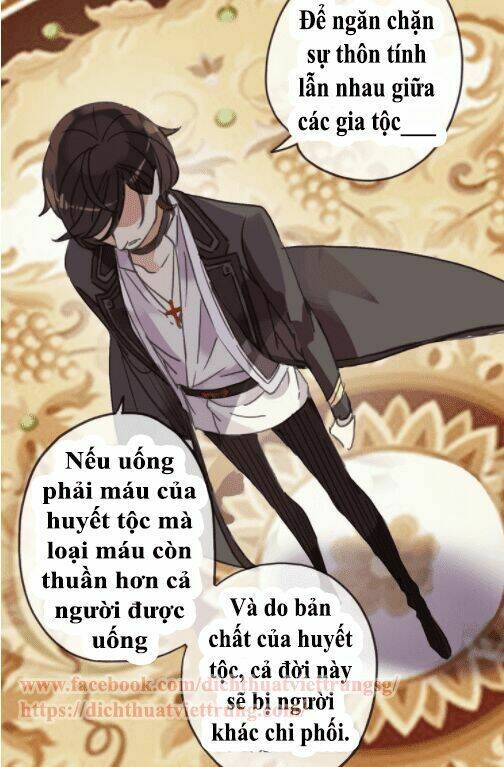 Để ngăn chặn
sự thôn tính
lẫn nhau giữa
các gia tộc___
Nếu uống
phải máu của
huyết tộc mà
loại máu còn
thuần hơn cả
người được
uống
Và do bản
chất của huyết
tộc, cả đời này
sẽ bị người
khác chi phối.
www.facebook.com/dichthuatviettrungsg/
https://dichthuatviettrung.com/